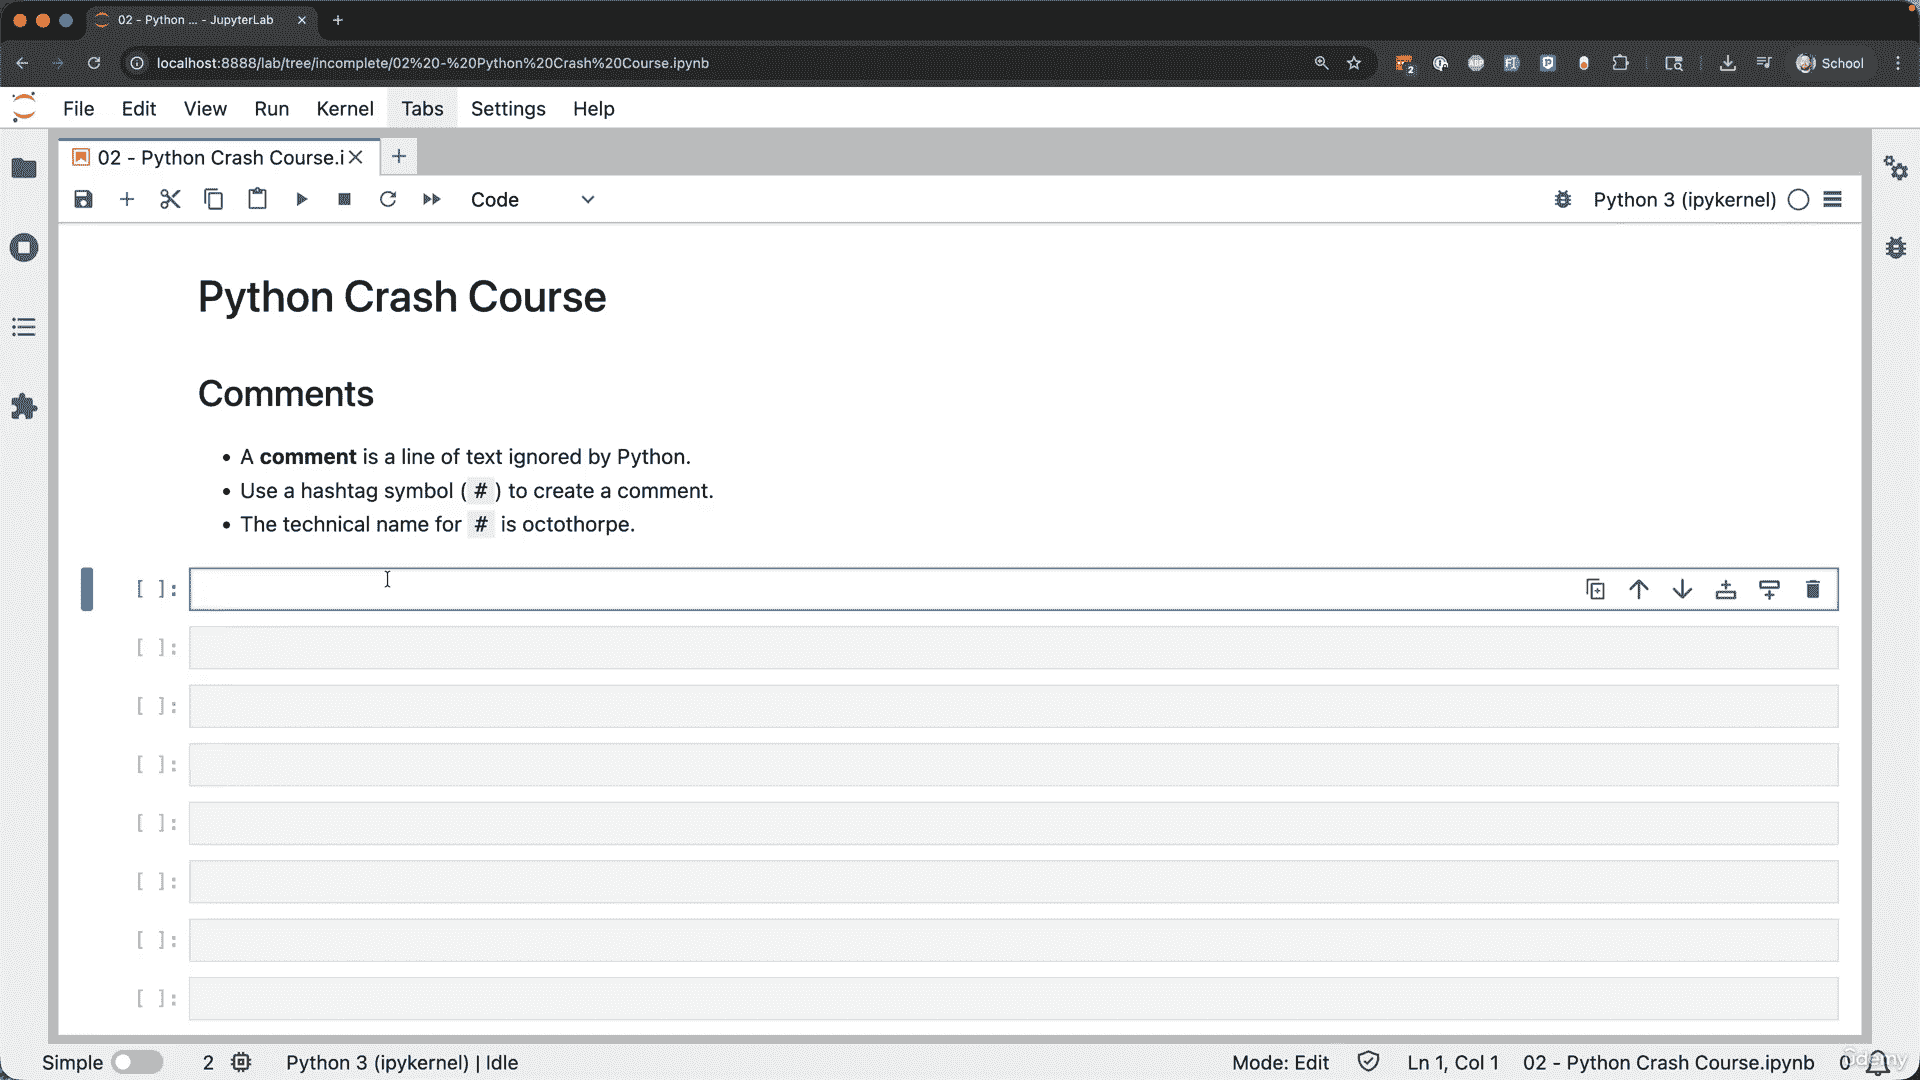 02 - Python ... - JupyterLab
localhost:8888/lab/tree/incomplete/02%20-%20Python%20Crash%20Course.ipynb
2
ABP
School
File Edit View Run Kernel Tabs Settings Help
02 - Python Crash Course.i
Code
Python 3 (ipykernel)
Python Crash Course
Comments
• A comment is a line of text ignored by Python.
• Use a hashtag symbol ( # ) to create a comment.
• The technical name for # is octothorpe.
[ ]:
[ ]:
[ ]:
[ ]:
[ ]:
[ ]:
[ ]:
[ ]:
Simple 2 Python 3 (ipykernel) | Idle
Mode: Edit Ln 1, Col 1 02 - Python Crash Course.ipynb 0
Udemy